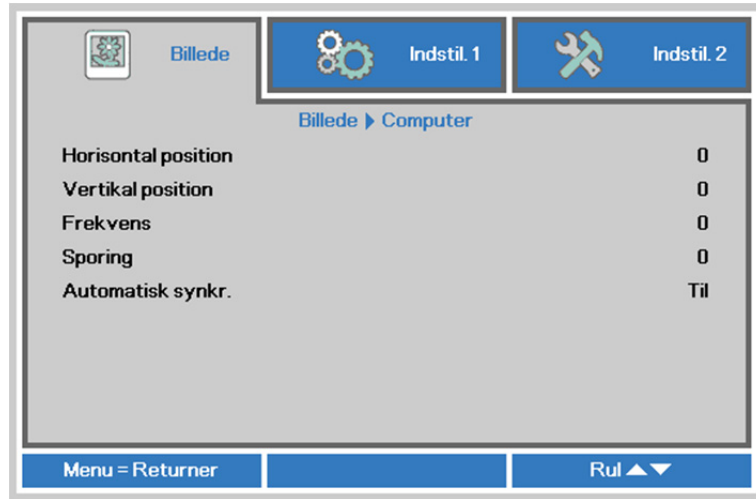 Billede
Indstil. 1
Indstil. 2
Billede Computer
Horisontal position 0
Vertikal position 0
Frekvens 0
Sporing 0
Automatisk synkr. Til
Menu = Returner
Rul